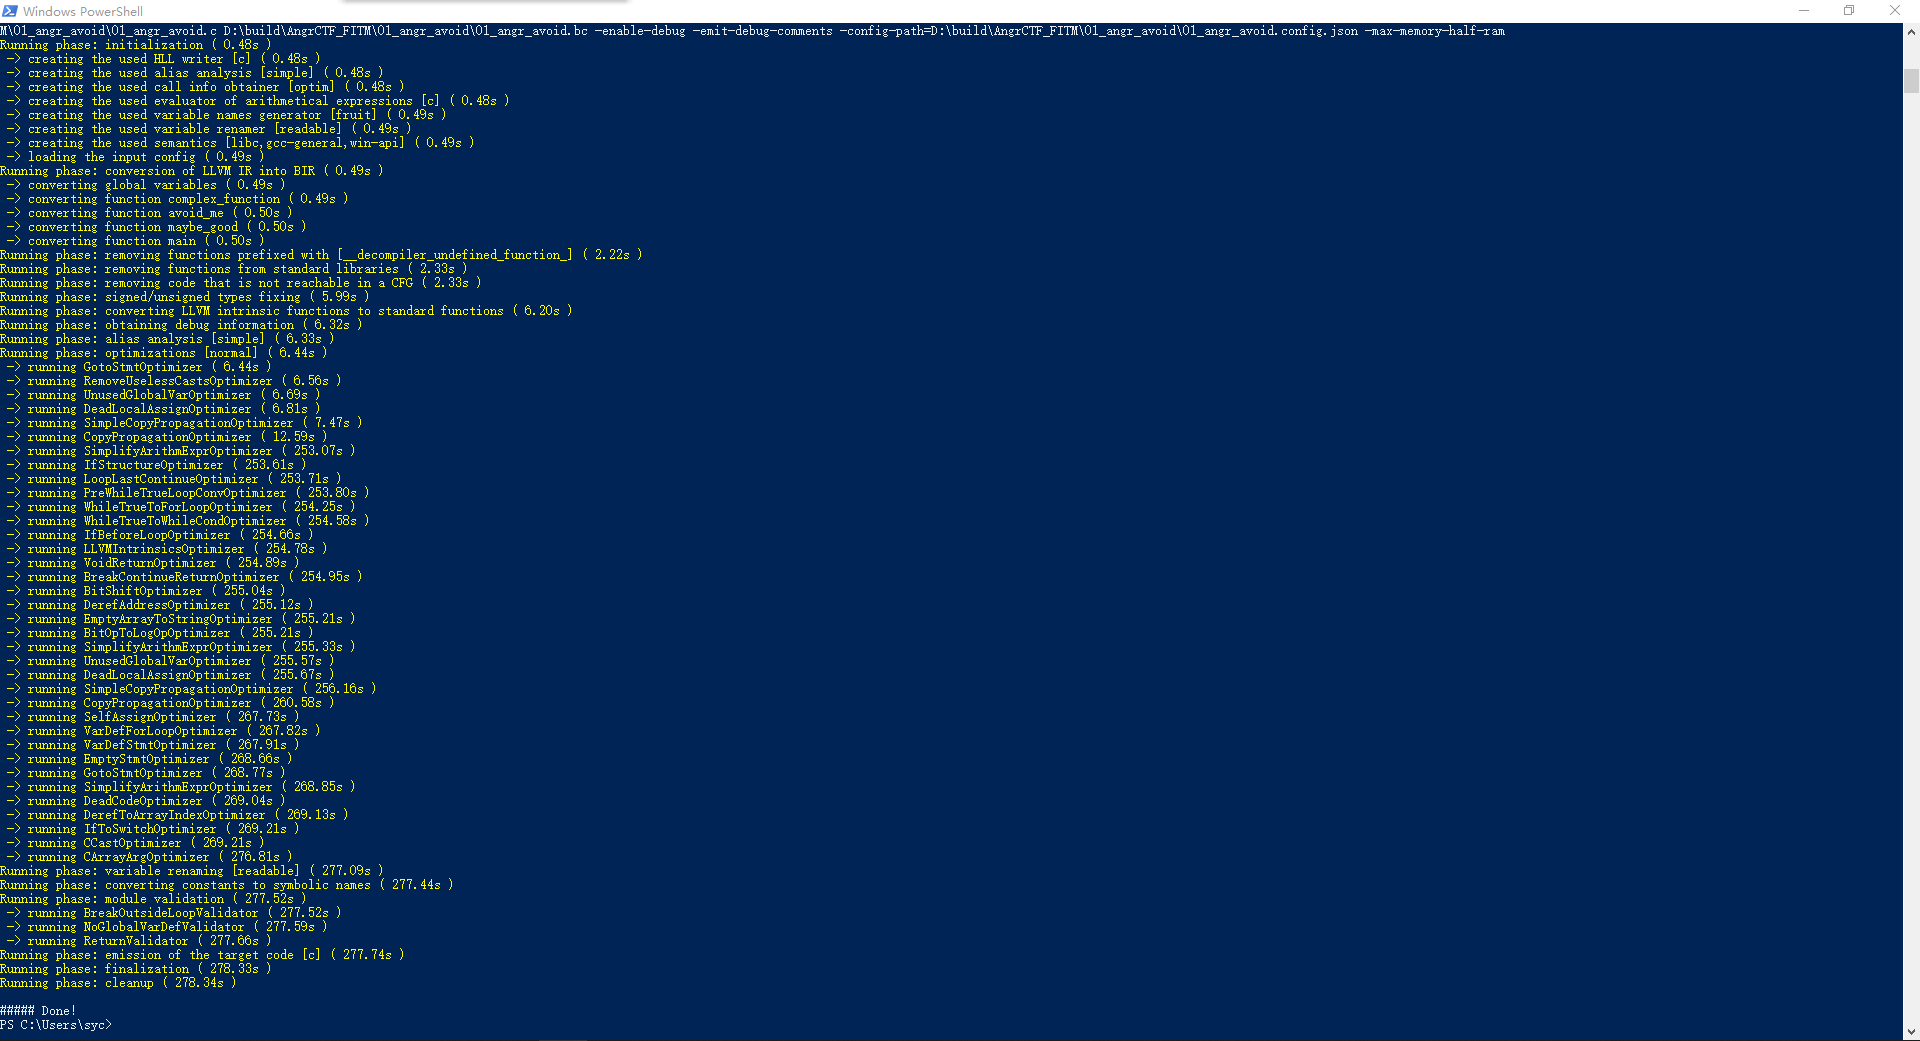 Windows PowerShell
M\01_angr_avoid\01_angr_avoid.c D:\build\AngrCTF_FITM\01_angr_avoid\01_angr_avoid.bc -enable-debug -emit-debug-comments -config-path=D:\build\AngrCTF_FITM\01_angr_avoid\01_angr_avoid.config.json -max-memory-half-ram
Running phase: initialization ( 0.48s )
 -> creating the used HLL writer [c] ( 0.48s )
 -> creating the used alias analysis [simple] ( 0.48s )
 -> creating the used call info obtainer [optim] ( 0.48s )
 -> creating the used evaluator of arithmetical expressions [c] ( 0.48s )
 -> creating the used variable names generator [fruit] ( 0.49s )
 -> creating the used variable renamer [readable] ( 0.49s )
 -> creating the used semantics [libc,gcc-general,win-api] ( 0.49s )
 -> loading the input config ( 0.49s )
Running phase: conversion of LLVM IR into BIR ( 0.49s )
 -> converting global variables ( 0.49s )
 -> converting function complex_function ( 0.49s )
 -> converting function avoid_me ( 0.50s )
 -> converting function maybe_good ( 0.50s )
 -> converting function main ( 0.50s )
Running phase: removing functions prefixed with [__decompiler_undefined_function_] ( 2.22s )
Running phase: removing functions from standard libraries ( 2.33s )
Running phase: removing code that is not reachable in a CFG ( 2.33s )
Running phase: signed/unsigned types fixing ( 5.99s )
Running phase: converting LLVM intrinsic functions to standard functions ( 6.20s )
Running phase: obtaining debug information ( 6.32s )
Running phase: alias analysis [simple] ( 6.33s )
Running phase: optimizations [normal] ( 6.44s )
 -> running GotoStmtOptimizer ( 6.44s )
 -> running RemoveUselessCastsOptimizer ( 6.56s )
 -> running UnusedGlobalVarOptimizer ( 6.69s )
 -> running DeadLocalAssignOptimizer ( 6.81s )
 -> running SimpleCopyPropagationOptimizer ( 7.47s )
 -> running CopyPropagationOptimizer ( 12.59s )
 -> running SimplifyArithmExprOptimizer ( 253.07s )
 -> running IfStructureOptimizer ( 253.61s )
 -> running LoopLastContinueOptimizer ( 253.71s )
 -> running PreWhileTrueLoopConvOptimizer ( 253.80s )
 -> running WhileTrueToForLoopOptimizer ( 254.25s )
 -> running WhileTrueToWhileCondOptimizer ( 254.58s )
 -> running IfBeforeLoopOptimizer ( 254.66s )
 -> running LLVMIntrinsicsOptimizer ( 254.78s )
 -> running VoidReturnOptimizer ( 254.89s )
 -> running BreakContinueReturnOptimizer ( 254.95s )
 -> running BitShiftOptimizer ( 255.04s )
 -> running DerefAddressOptimizer ( 255.12s )
 -> running EmptyArrayToStringOptimizer ( 255.21s )
 -> running BitOpToLogOpOptimizer ( 255.21s )
 -> running SimplifyArithmExprOptimizer ( 255.33s )
 -> running UnusedGlobalVarOptimizer ( 255.57s )
 -> running DeadLocalAssignOptimizer ( 255.67s )
 -> running SimpleCopyPropagationOptimizer ( 256.16s )
 -> running CopyPropagationOptimizer ( 260.58s )
 -> running SelfAssignOptimizer ( 267.73s )
 -> running VarDefForLoopOptimizer ( 267.82s )
 -> running VarDefStmtOptimizer ( 267.91s )
 -> running EmptyStmtOptimizer ( 268.66s )
 -> running GotoStmtOptimizer ( 268.77s )
 -> running SimplifyArithmExprOptimizer ( 268.85s )
 -> running DeadCodeOptimizer ( 269.04s )
 -> running DerefToArrayIndexOptimizer ( 269.13s )
 -> running IfToSwitchOptimizer ( 269.21s )
 -> running CCastOptimizer ( 269.21s )
 -> running CArrayArgOptimizer ( 276.81s )
Running phase: variable renaming [readable] ( 277.09s )
Running phase: converting constants to symbolic names ( 277.44s )
Running phase: module validation ( 277.52s )
 -> running BreakOutsideLoopValidator ( 277.52s )
 -> running NoGlobalVarDefValidator ( 277.59s )
 -> running ReturnValidator ( 277.66s )
Running phase: emission of the target code [c] ( 277.74s )
Running phase: finalization ( 278.33s )
Running phase: cleanup ( 278.34s )
##### Done!
PS C:\Users\syc>